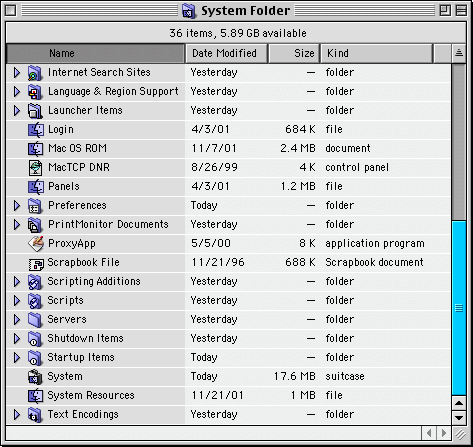 System Folder
36 items, 5.89 GB available
Name Date Modified Size Kind
Internet Search Sites Yesterday — folder
Language & Region Support Yesterday — folder
Launcher Items Yesterday — folder
Login 4/3/01 684 K file
Mac OS ROM 11/7/01 2.4 MB document
MacTCP DNR 8/26/99 4 K control panel
Panels 4/3/01 1.2 MB file
Preferences Today — folder
PrintMonitor Documents Yesterday — folder
ProxyApp 5/5/00 8 K application program
Scrapbook File 11/21/96 688 K Scrapbook document
Scripting Additions Yesterday — folder
Scripts Yesterday — folder
Servers Yesterday — folder
Shutdown Items Yesterday — folder
Startup Items Today — folder
System Today 17.6 MB suitcase
System Resources 11/21/01 1 MB file
Text Encodings Yesterday — folder